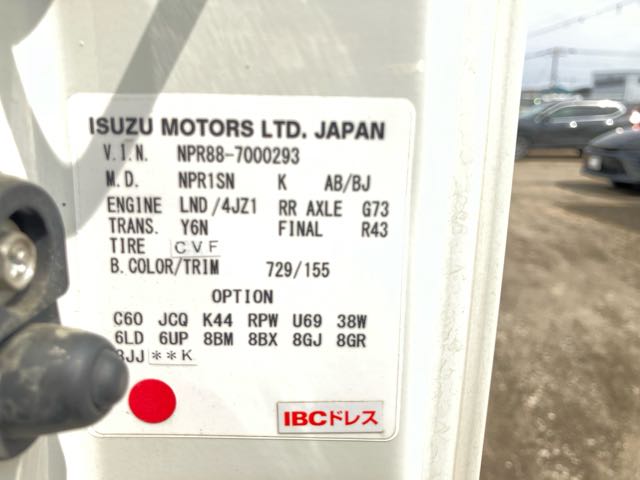 ISUZU MOTORS LTD. JAPAN
V.I.N. NPR88-7000293
M.D. NPR1SN K AB/BJ
ENGINE LND/4JZ1 RR AXLE G73
TRANS. Y6N FINAL R43
TIRE CVF
B.COLOR/TRIM 729/155
OPTION
C60 JCQ K44 RPW U69 38W
6LD 6UP 8BM 8BX 8GJ 8GR
**K
IBCドレス